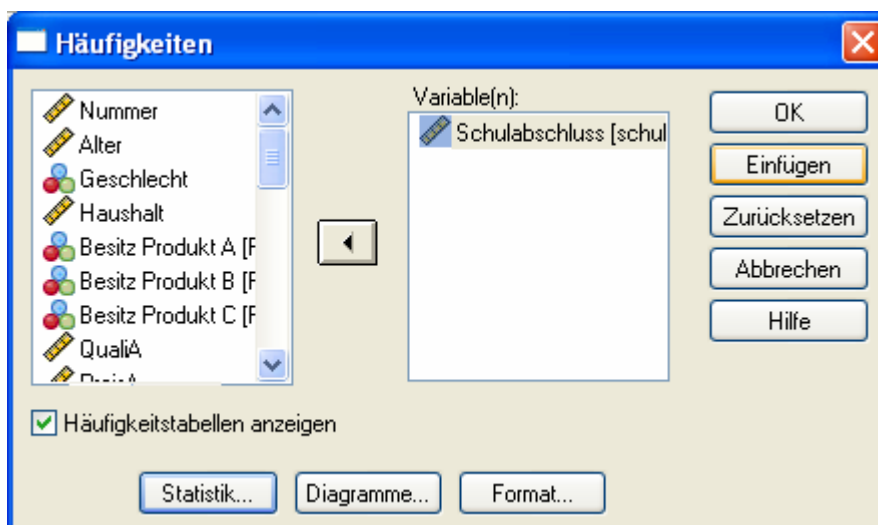 Häufigkeiten
Nummer
Alter
Geschlecht
Haushalt
Besitz Produkt A [F
Besitz Produkt B [F
Besitz Produkt C [F
QualiA
Variable(n):
Schulabschluss [schul
OK
Einfügen
Zurücksetzen
Abbrechen
Hilfe
Häufigkeitstabellen anzeigen
Statistik...
Diagramme...
Format...